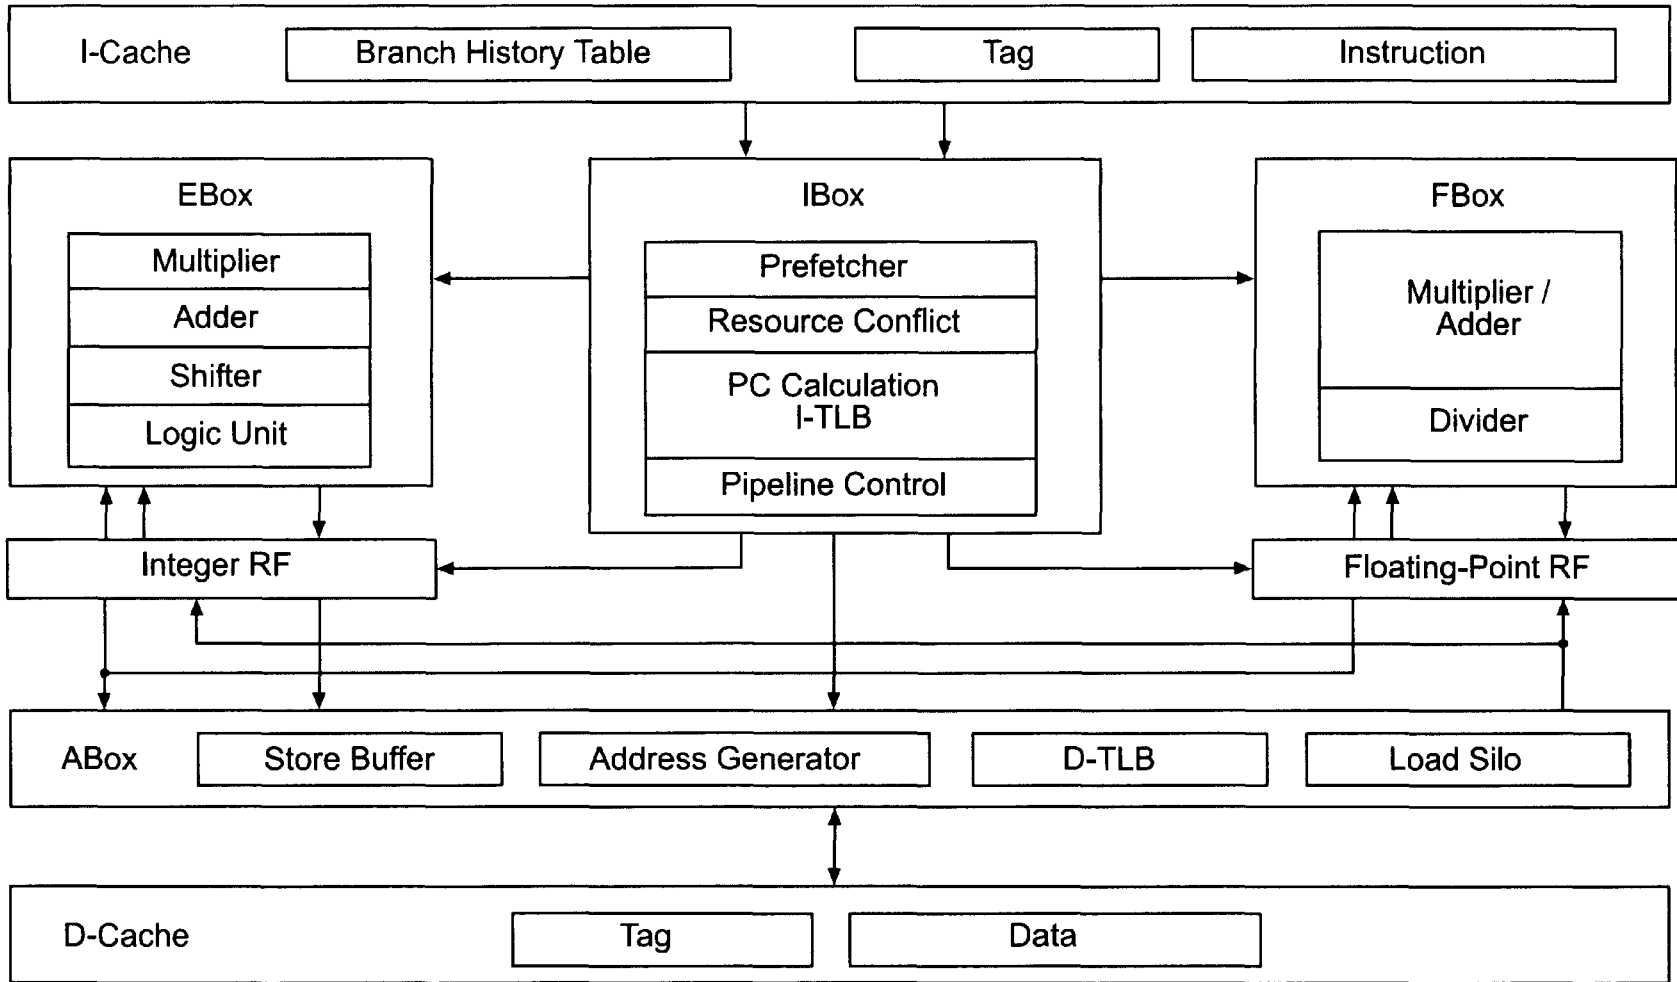 I-Cache
Branch History Table
Tag
Instruction
EBox
Multiplier
Adder
Shifter
Logic Unit
IBox
Prefetcher
Resource Conflict
PC Calculation
I-TLB
Pipeline Control
FBox
Multiplier /
Adder
Divider
Integer RF
Floating-Point RF
ABox
Store Buffer
Address Generator
D-TLB
Load Silo
D-Cache
Tag
Data